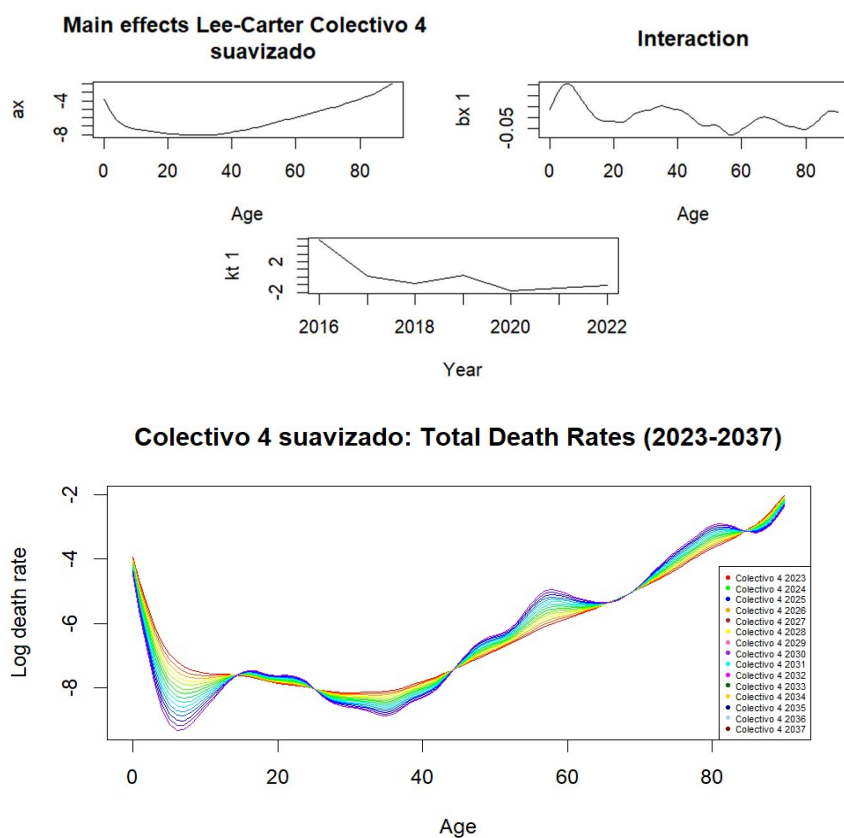 Main effects Lee-Carter Colectivo 4
suavizado
Interaction
ax
-4
-8
0 20 40 60 80
Age
bx 1
-0.05
0 20 40 60 80
Age
kt 1
2
-2
2016 2018 2020 2022
Year
Colectivo 4 suavizado: Total Death Rates (2023-2037)
Log death rate
-2
-4
-6
-8
Colectivo 4 2023
Colectivo 4 2024
Colectivo 4 2025
Colectivo 4 2026
Colectivo 4 2027
Colectivo 4 2028
Colectivo 4 2029
Colectivo 4 2030
Colectivo 4 2031
Colectivo 4 2032
Colectivo 4 2033
Colectivo 4 2034
Colectivo 4 2035
Colectivo 4 2036
Colectivo 4 2037
0 20 40 60 80
Age